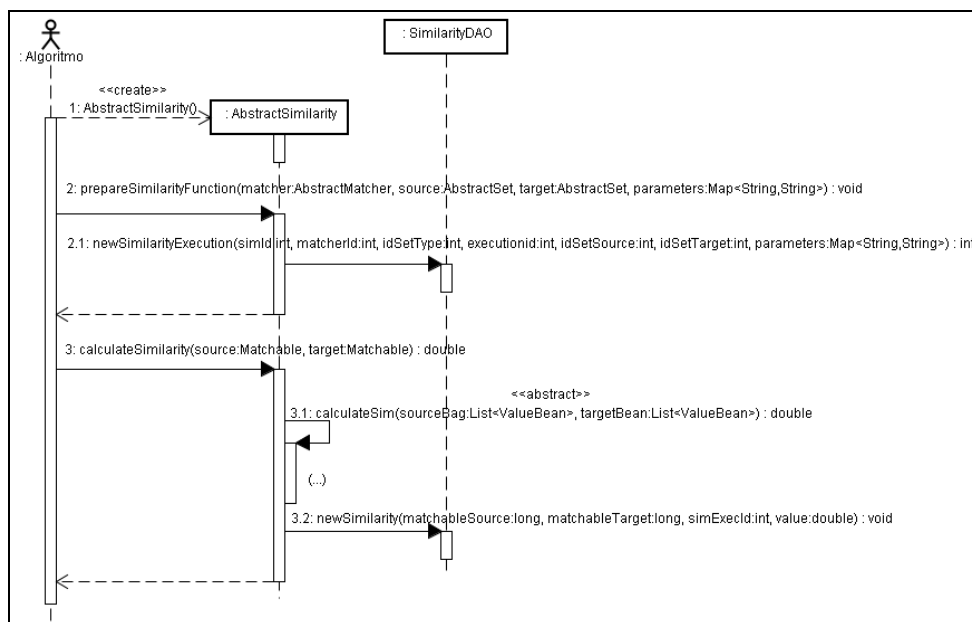 : SimilarityDAO
: Algoritmo
<<create>>
1: AbstractSimilarity()
: AbstractSimilarity
2: prepareSimilarityFunction(matcher:AbstractMatcher, source:AbstractSet, target:AbstractSet, parameters:Map<String,String>) : void
2.1: newSimilarityExecution(simId:int, matcherId:int, idSetType:int, executionid:int, idSetSource:int, idSetTarget:int, parameters:Map<String,String>) : int
3: calculateSimilarity(source:Matchable, target:Matchable) : double
<<abstract>>
3.1: calculateSim(sourceBag:List<ValueBean>, targetBean:List<ValueBean>) : double
(...)
3.2: newSimilarity(matchableSource:long, matchableTarget:long, simExecId:int, value:double) : void